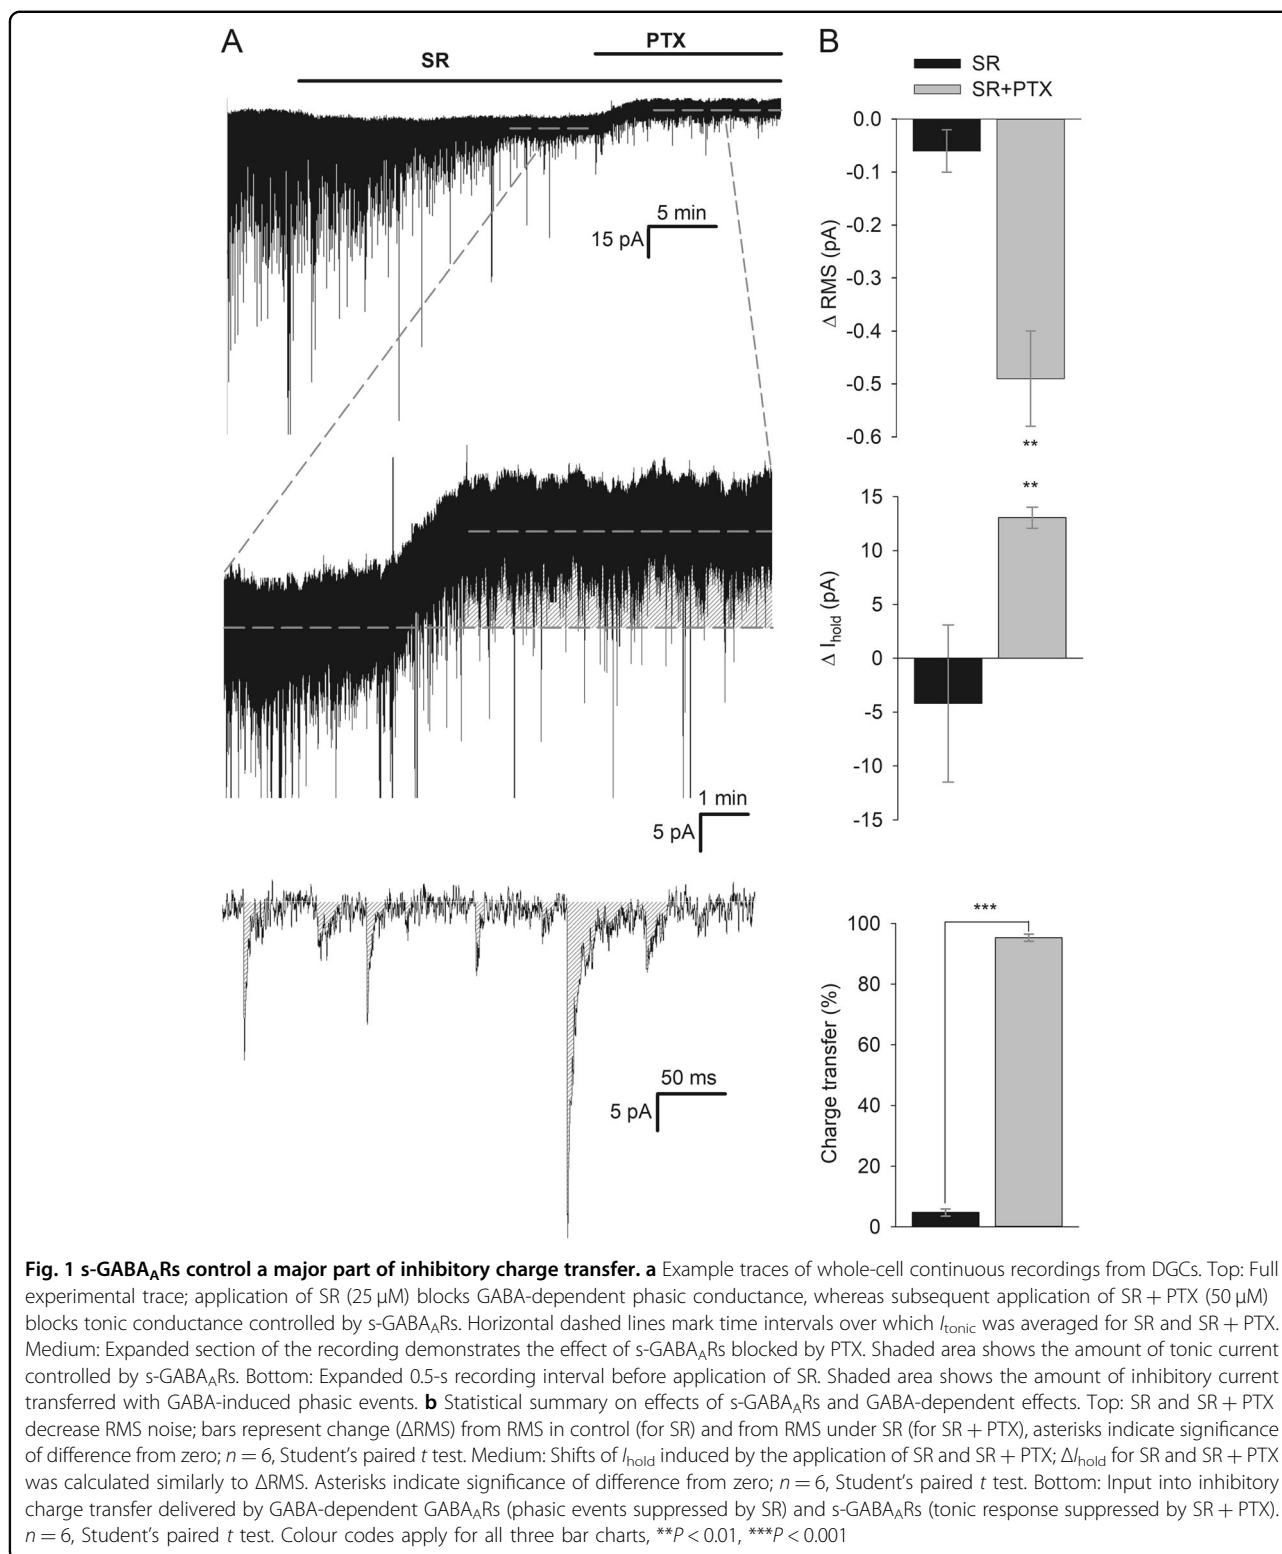 A
PTX
SR
5 min
15 pA
1 min
5 pA
50 ms
5 pA
B
SR
SR+PTX
0.0
-0.1
-0.2
-0.3
-0.4
-0.5
-0.6
Δ RMS (pA)
**
**
15
10
5
0
-5
-10
-15
Δ Ihold (pA)
***
100
80
60
40
20
0
Charge transfer (%)
Fig. 1 s-GABAARs control a major part of inhibitory charge transfer. a Example traces of whole-cell continuous recordings from DGCs. Top: Full
experimental trace; application of SR (25 µM) blocks GABA-dependent phasic conductance, whereas subsequent application of SR + PTX (50 µM)
blocks tonic conductance controlled by s-GABAARs. Horizontal dashed lines mark time intervals over which Itonic was averaged for SR and SR + PTX.
Medium: Expanded section of the recording demonstrates the effect of s-GABAARs blocked by PTX. Shaded area shows the amount of tonic current
controlled by s-GABAARs. Bottom: Expanded 0.5-s recording interval before application of SR. Shaded area shows the amount of inhibitory current
transferred with GABA-induced phasic events. b Statistical summary on effects of s-GABAARs and GABA-dependent effects. Top: SR and SR + PTX
decrease RMS noise; bars represent change (ΔRMS) from RMS in control (for SR) and from RMS under SR (for SR + PTX), asterisks indicate significance
of difference from zero; n = 6, Student's paired t test. Medium: Shifts of Ihold induced by the application of SR and SR + PTX; ΔIhold for SR and SR + PTX
was calculated similarly to ΔRMS. Asterisks indicate significance of difference from zero; n = 6, Student's paired t test. Bottom: Input into inhibitory
charge transfer delivered by GABA-dependent GABAARs (phasic events suppressed by SR) and s-GABAARs (tonic response suppressed by SR + PTX).
n = 6, Student's paired t test. Colour codes apply for all three bar charts, **P < 0.01, ***P < 0.001